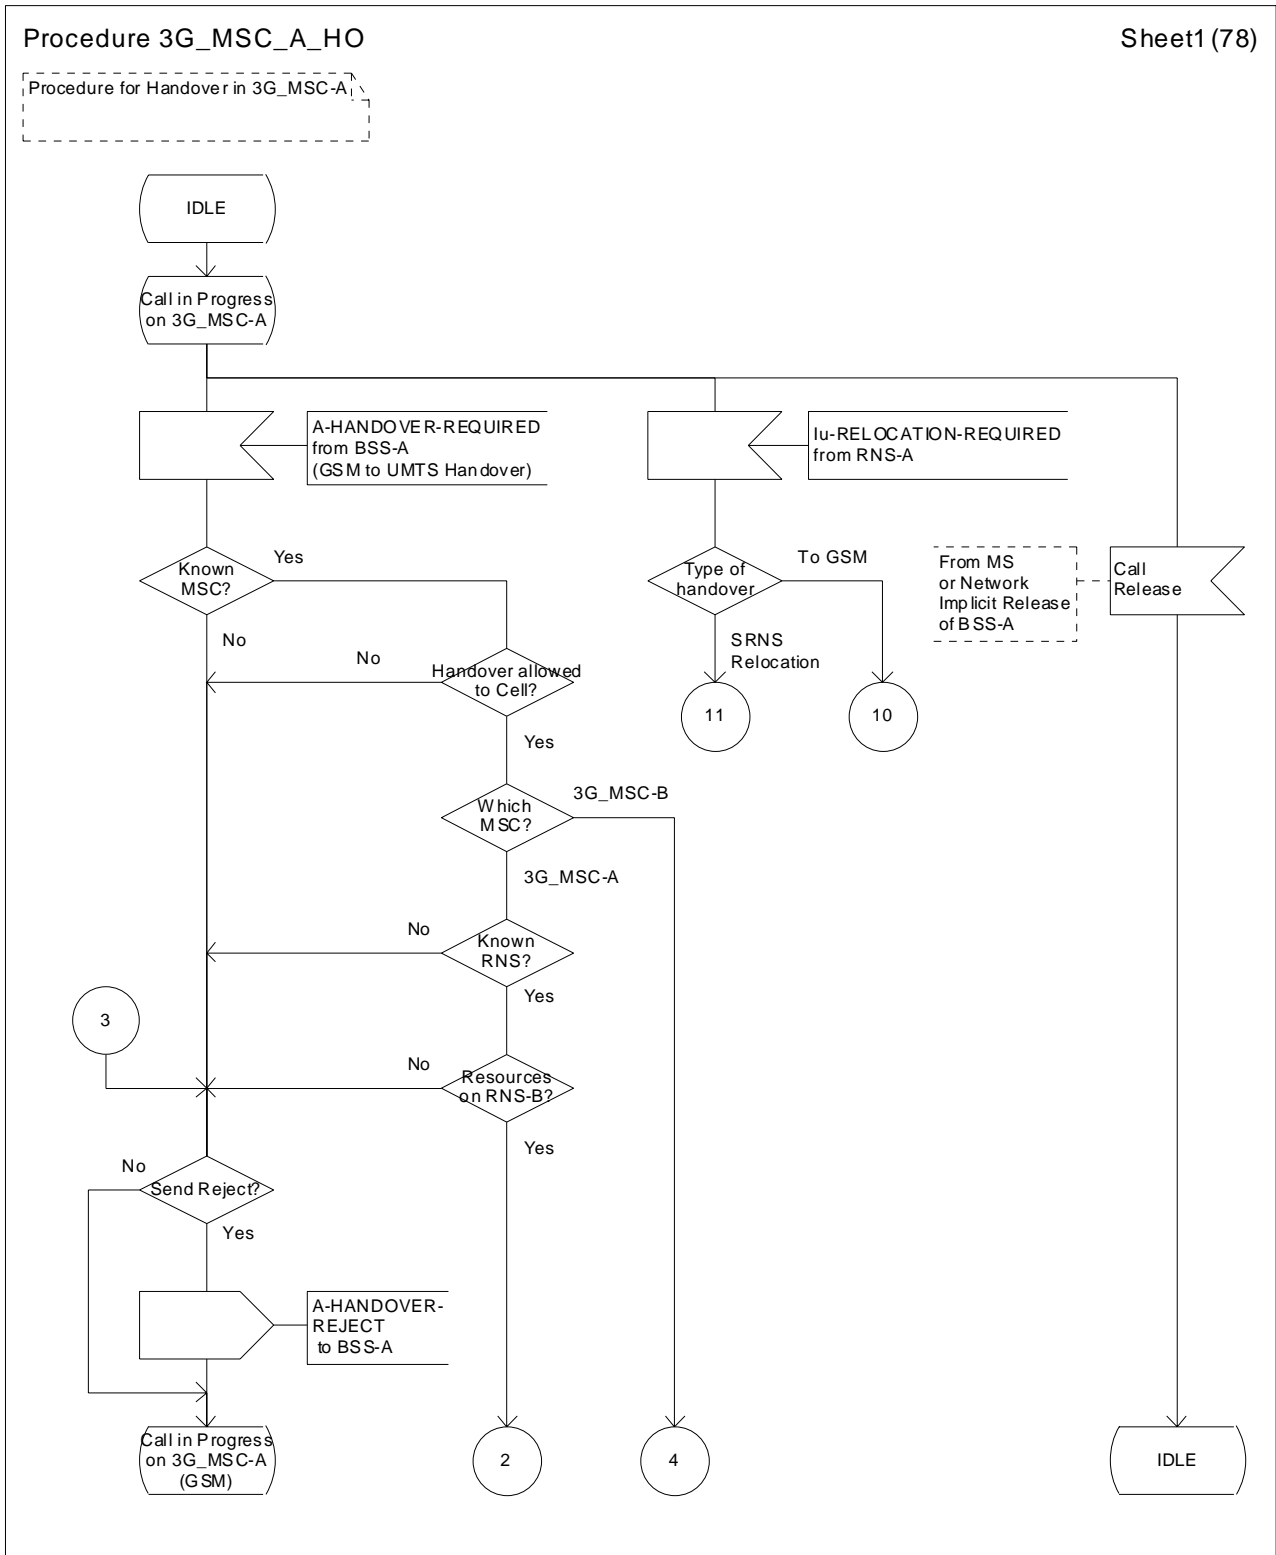 Procedure 3G_MSC_A_HO
Sheet1 (78)
Procedure for Handover in 3G_MSC-A
IDLE
Call in Progress
on 3G_MSC-A
A-HANDOVER-REQUIRED
from BSS-A
(GSM to UMTS Handover)
Iu-RELOCATION-REQUIRED
from RNS-A
Known
MSC?
Yes
No
Type of
handover
To GSM
SRNS
Relocation
From MS
or Network
Implicit Release
of BSS-A
Call
Release
No
Handover allowed
to Cell?
Yes
11
10
Which
MSC?
3G_MSC-B
3G_MSC-A
No
Known
RNS?
Yes
3
No
Resources
on RNS-B?
Yes
No
Send Reject?
Yes
A-HANDOVER-
REJECT
to BSS-A
Call in Progress
on 3G_MSC-A
(GSM)
2
4
IDLE